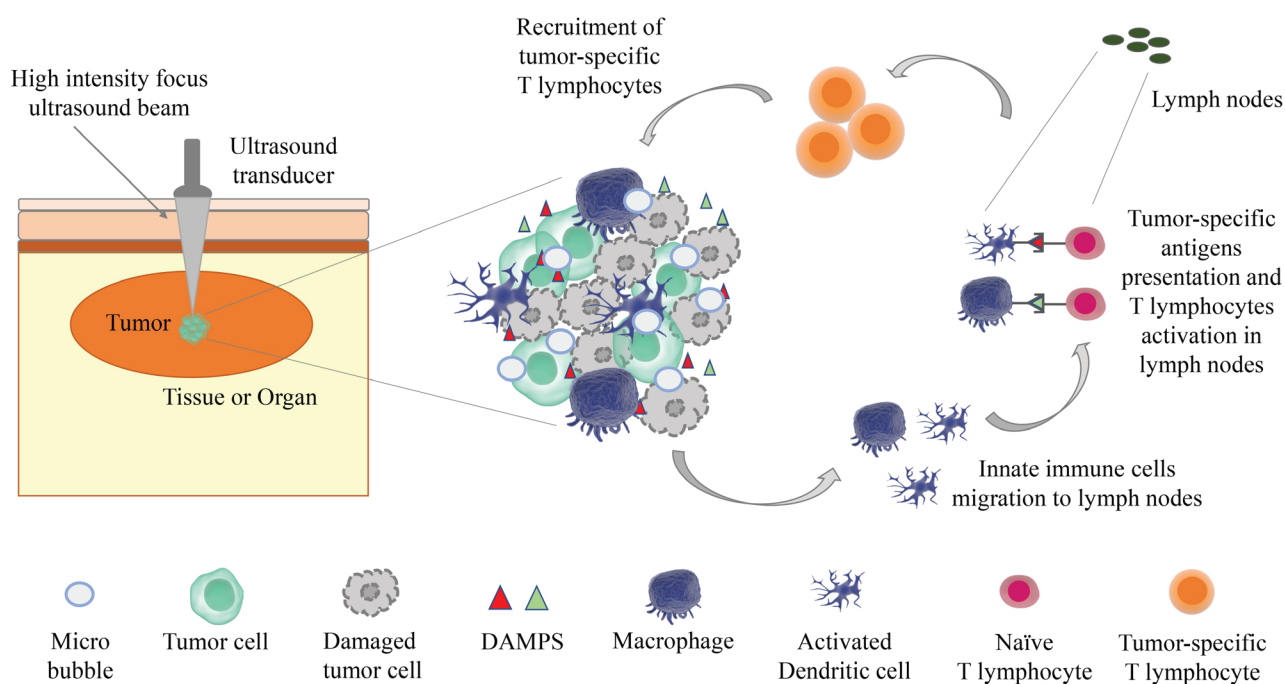 High intensity focus
ultrasound beam
Ultrasound
transducer
Tumor
Tissue or Organ
Recruitment of
tumor-specific
T lymphocytes
Lymph nodes
Tumor-specific
antigens
presentation and
T lymphocytes
activation in
lymph nodes
Innate immune cells
migration to lymph nodes
Micro
bubble
Tumor cell
Damaged
tumor cell
DAMPS
Macrophage
Activated
Dendritic cell
Naïve
T lymphocyte
Tumor-specific
T lymphocyte